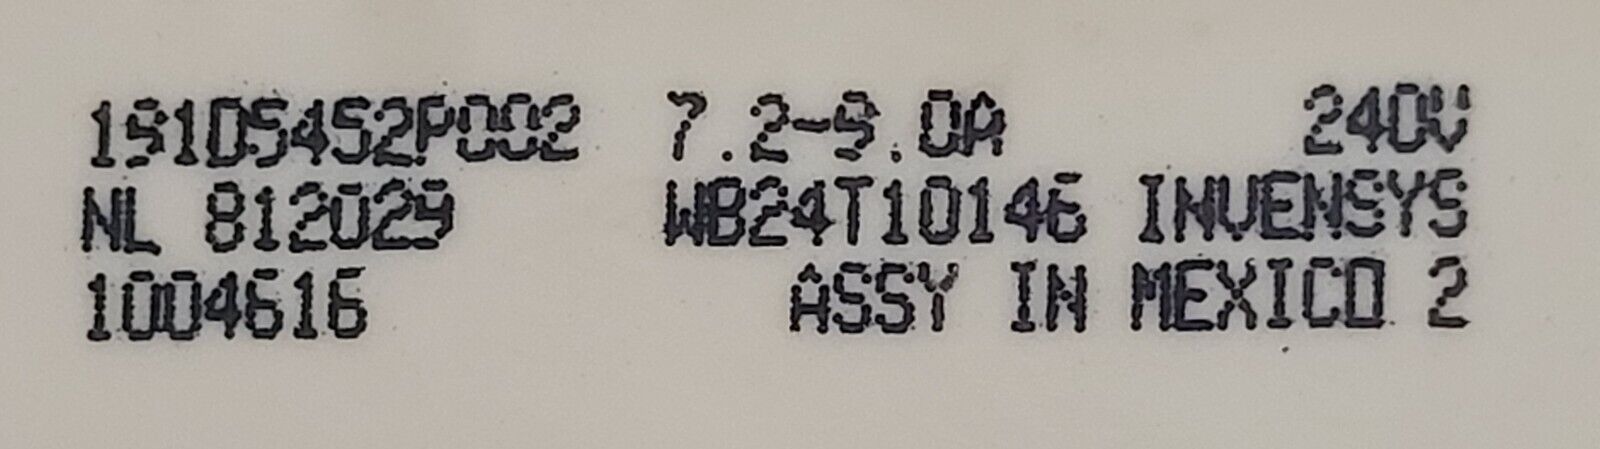 191D5452P002 7.2-9.0A 240V
NL 812029 WB24T10146 INVENSYS
1004616 ASSY IN MEXICO 2